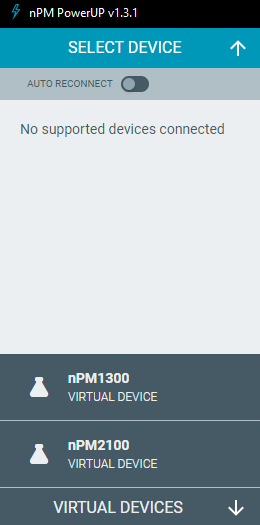 nPM PowerUP v1.3.1
SELECT DEVICE
AUTO RECONNECT
No supported devices connected
nPM1300
VIRTUAL DEVICE
nPM2100
VIRTUAL DEVICE
VIRTUAL DEVICES